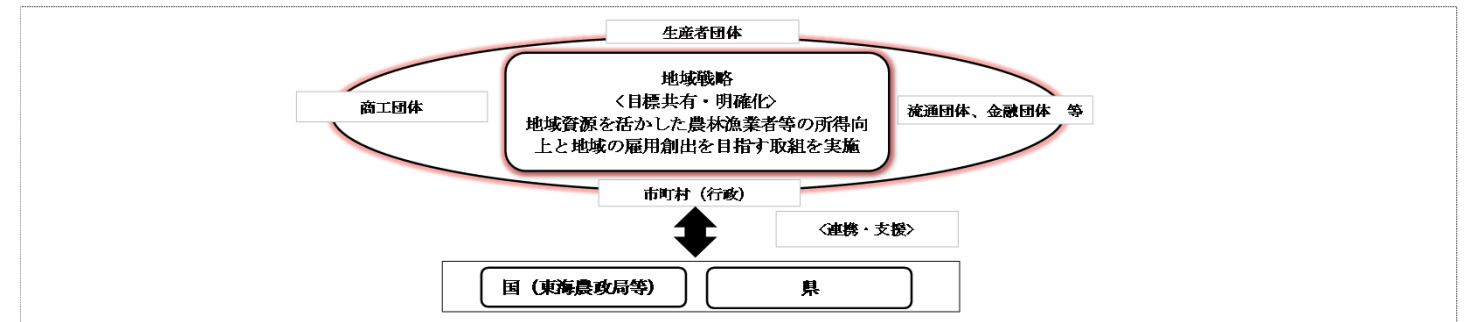 生産者団体
地域戦略
<目標共有・明確化>
商工団体
地域資源を活かした農林漁業者等の所得向
上と地域の雇用創出を目指す取組を実施
流通団体、金融団体　等
市町村（行政）
<連携・支援>
国（東海農政局等）
県